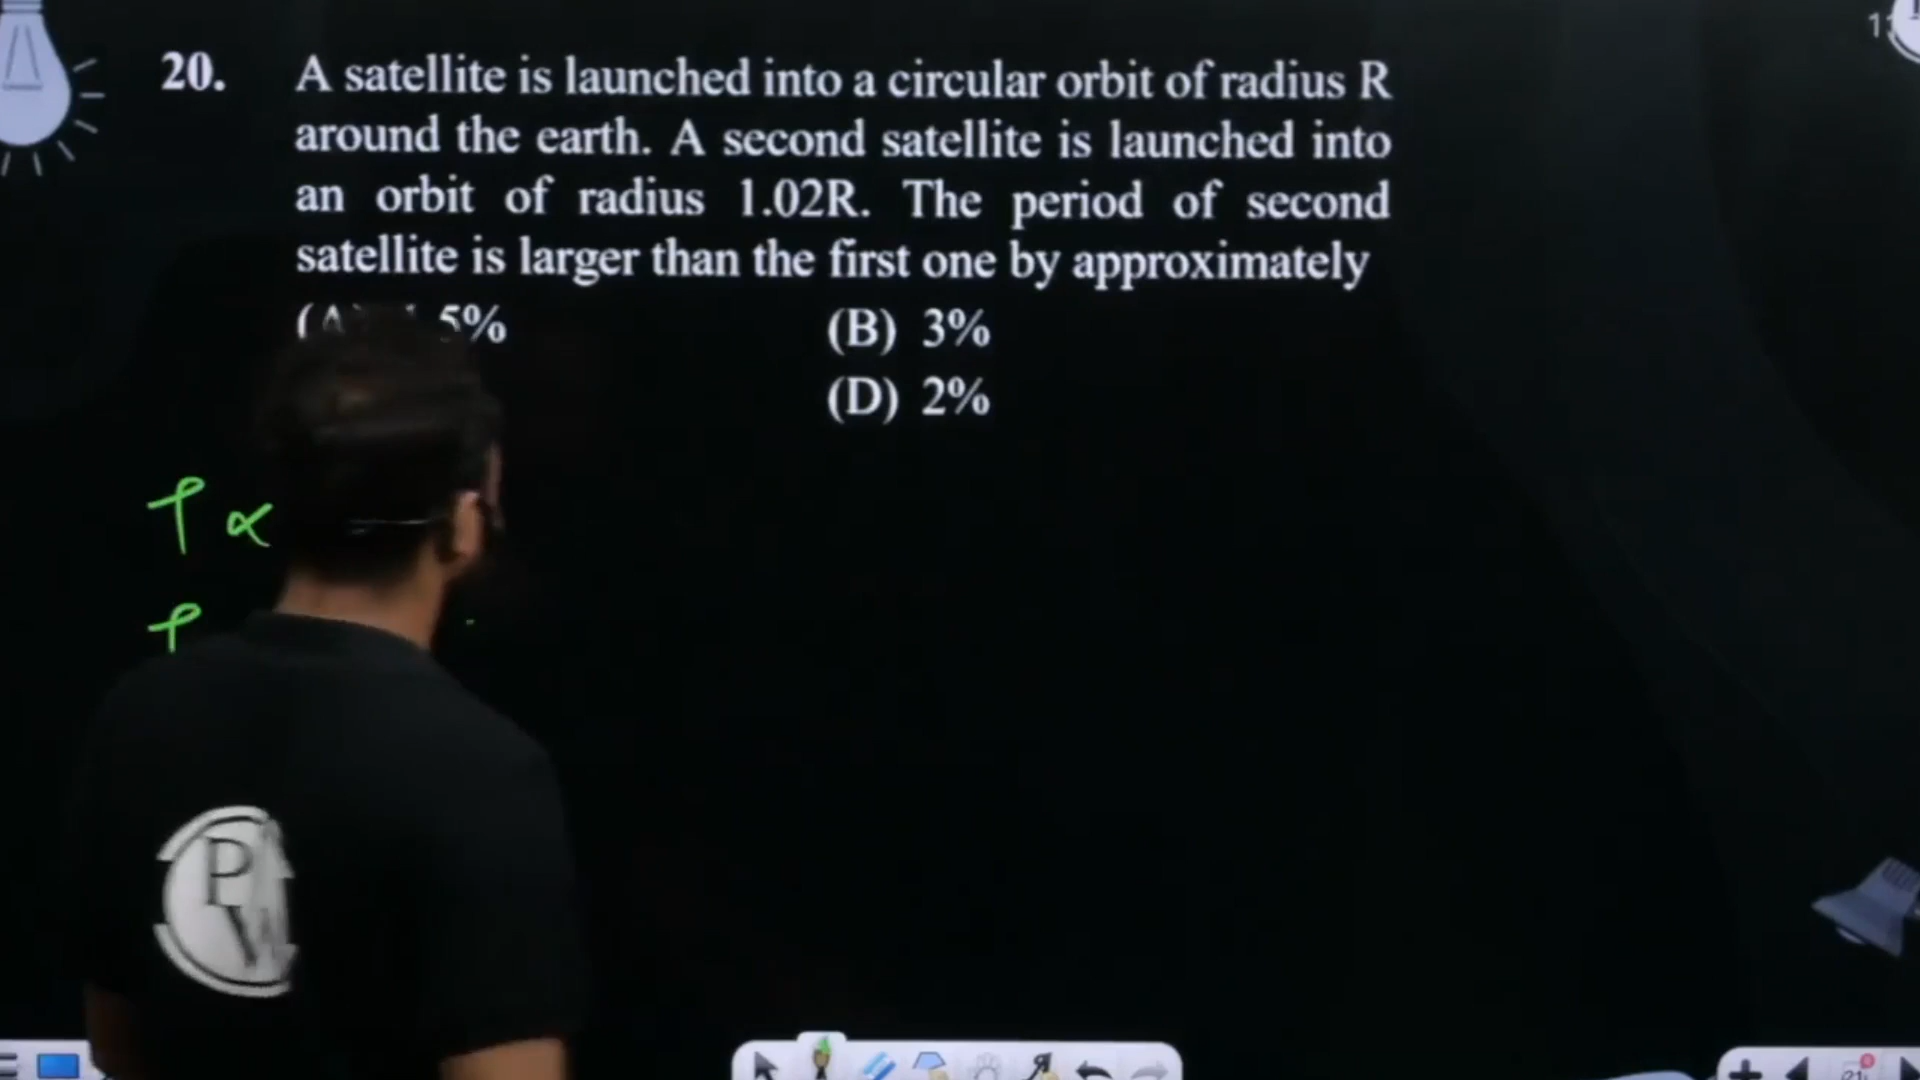 20. A satellite is launched into a circular orbit of radius R
around the earth. A second satellite is launched into
an orbit of radius 1.02R. The period of second
satellite is larger than the first one by approximately
5% (B) 3%
(D) 2%
T ∝
T
PW